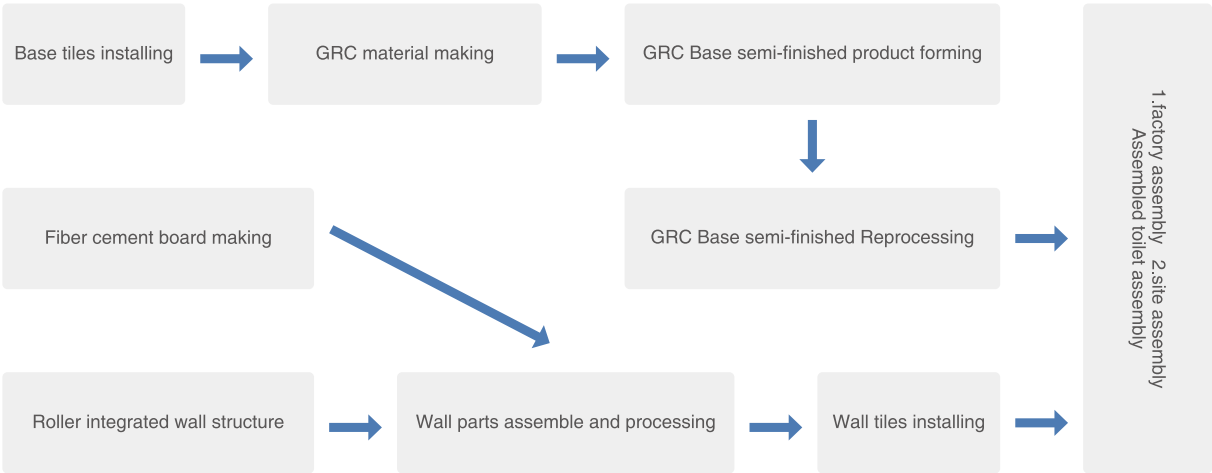 Base tiles installing
GRC material making
GRC Base semi-finished product forming
Fiber cement board making
GRC Base semi-finished Reprocessing
Roller integrated wall structure
Wall parts assemble and processing
Wall tiles installing
1.factory assembly 2.site assembly
Assembled toilet assembly